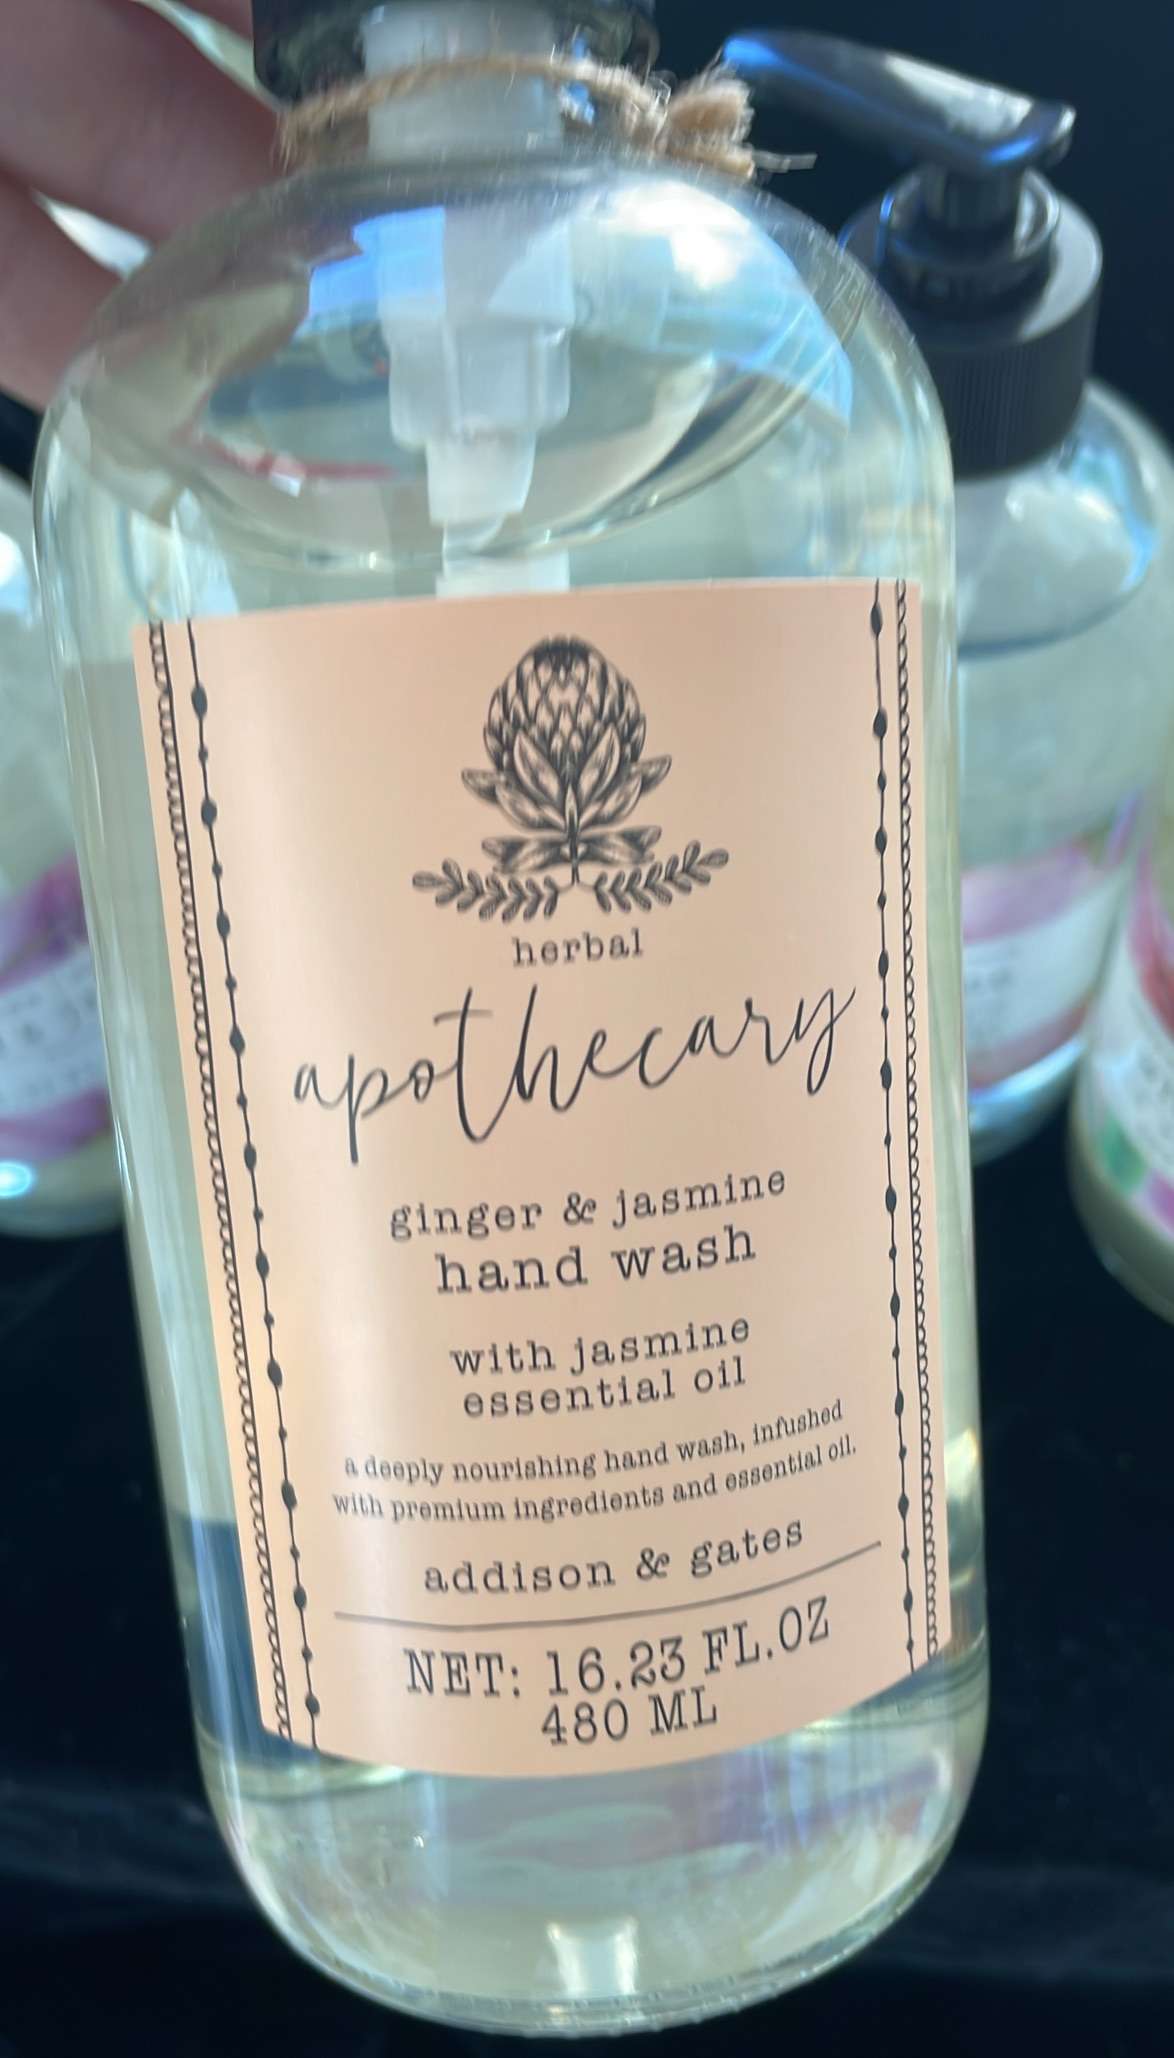 herbal
apothecary
ginger & jasmine
hand wash
with jasmine
essential oil
a deeply nourishing hand wash, infushed
with premium ingredients and essential oil.
addison & gates
NET: 16.23 FL.OZ
480 ML